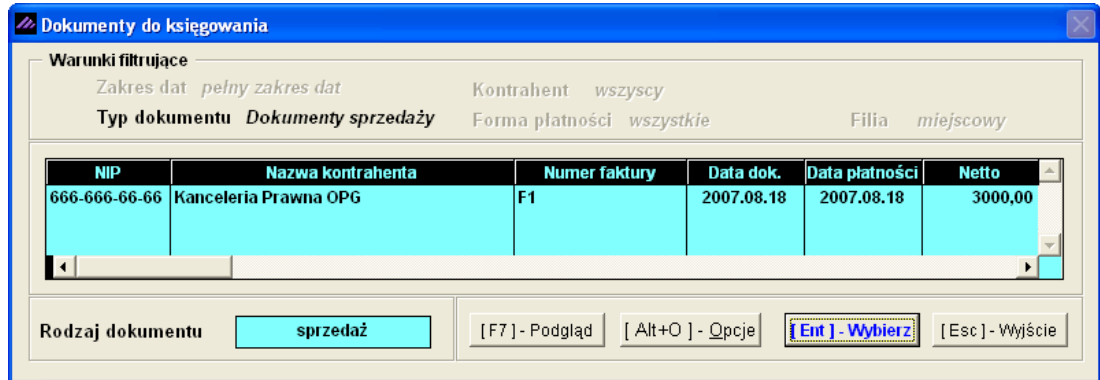 Dokumenty do księgowania
Warunki filtrujące
Zakres dat pełny zakres dat Kontrahent wszyscy
Typ dokumentu Dokumenty sprzedaży Forma płatności wszystkie Filia miejscowy
NIP Nazwa kontrahenta Numer faktury Data dok. Data płatności Netto
666-666-66-66 Kanceleria Prawna OPG F1 2007.08.18 2007.08.18 3000,00
Rodzaj dokumentu sprzedaż [ F7 ] - Podgląd [ Alt+O ] - Opcje [ Ent ] - Wybierz [ Esc ] - Wyjście